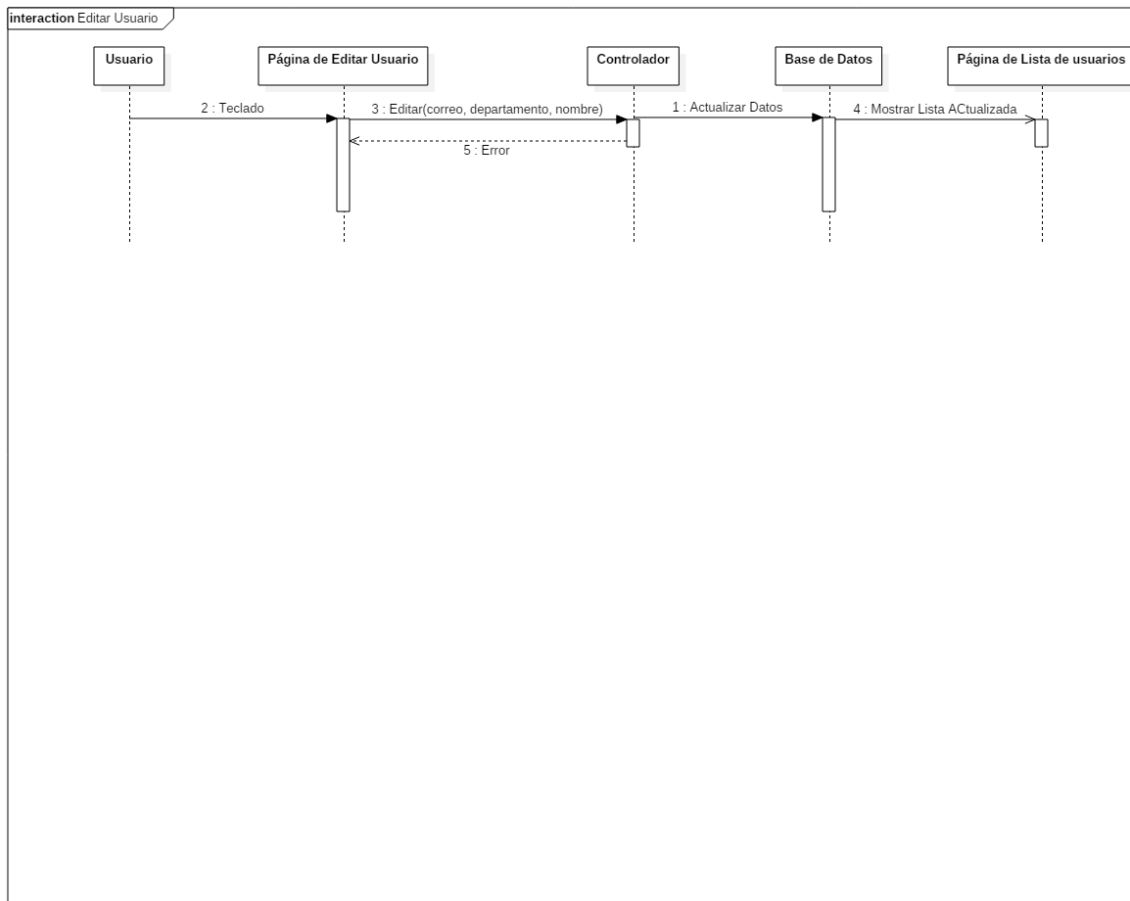 interaction Editar Usuario
Usuario
Página de Editar Usuario
Controlador
Base de Datos
Página de Lista de usuarios
2 : Teclado
3 : Editar(correo, departamento, nombre)
1 : Actualizar Datos
4 : Mostrar Lista ACtualizada
5 : Error